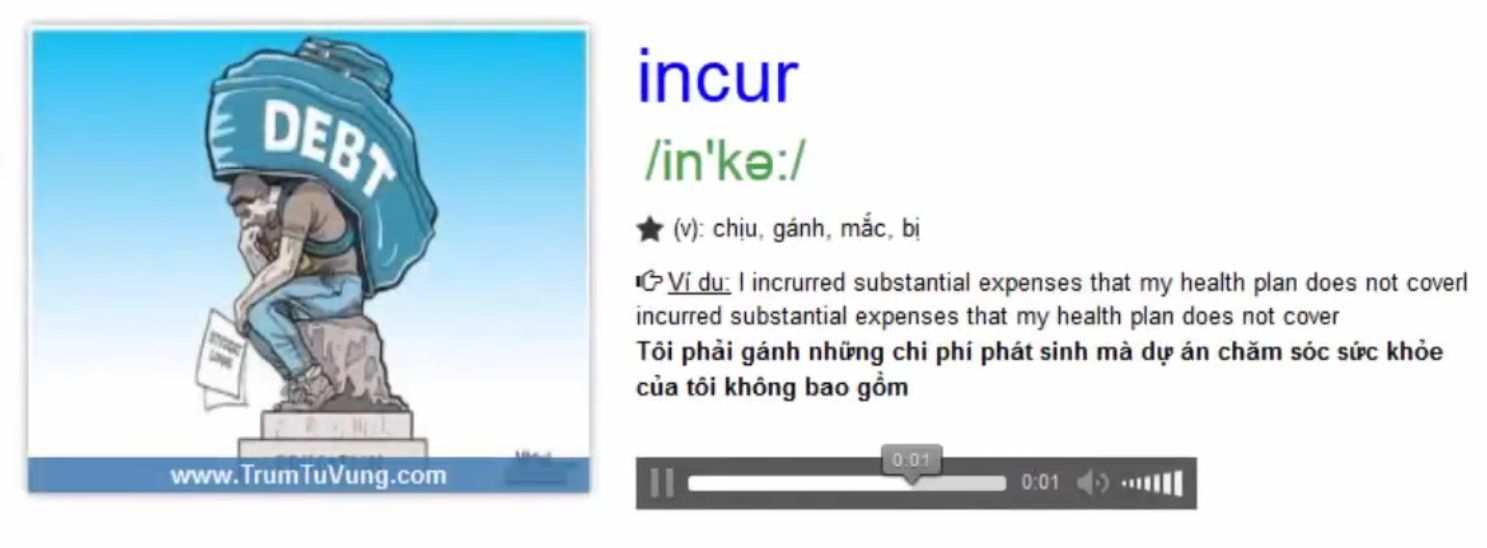 DEBT
STUDENT
LOANS
www.TrumTuVung.com
incur
/in'kə:/
★ (v): chịu, gánh, mắc, bị
Ví dụ: I incrurred substantial expenses that my health plan does not coverI
incurred substantial expenses that my health plan does not cover
Tôi phải gánh những chi phí phát sinh mà dự án chăm sóc sức khỏe
của tôi không bao gồm
0:01
0:01